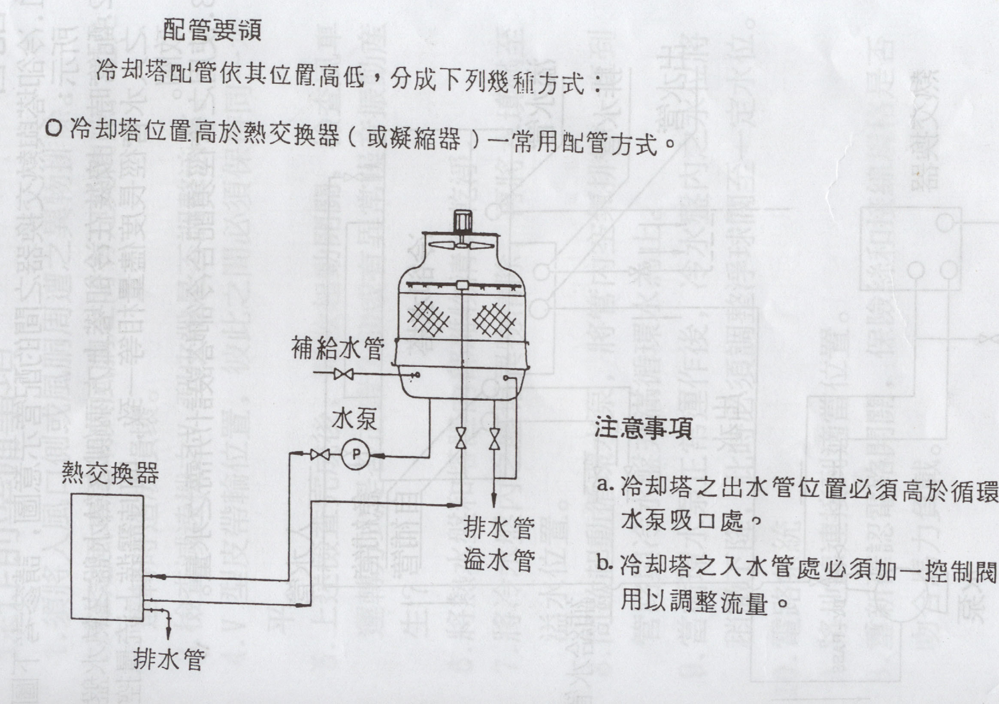 配管要領
冷却塔配管依其位置高低，分成下列幾種方式：
○冷却塔位置高於熱交換器（或凝縮器）一常用配管方式。
補給水管
水泵
P
熱交換器
排水管
溢水管
排水管
注意事項
a. 冷却塔之出水管位置必須高於循環
水泵吸口處。
b. 冷却塔之入水管處必須加一控制閥
用以調整流量。